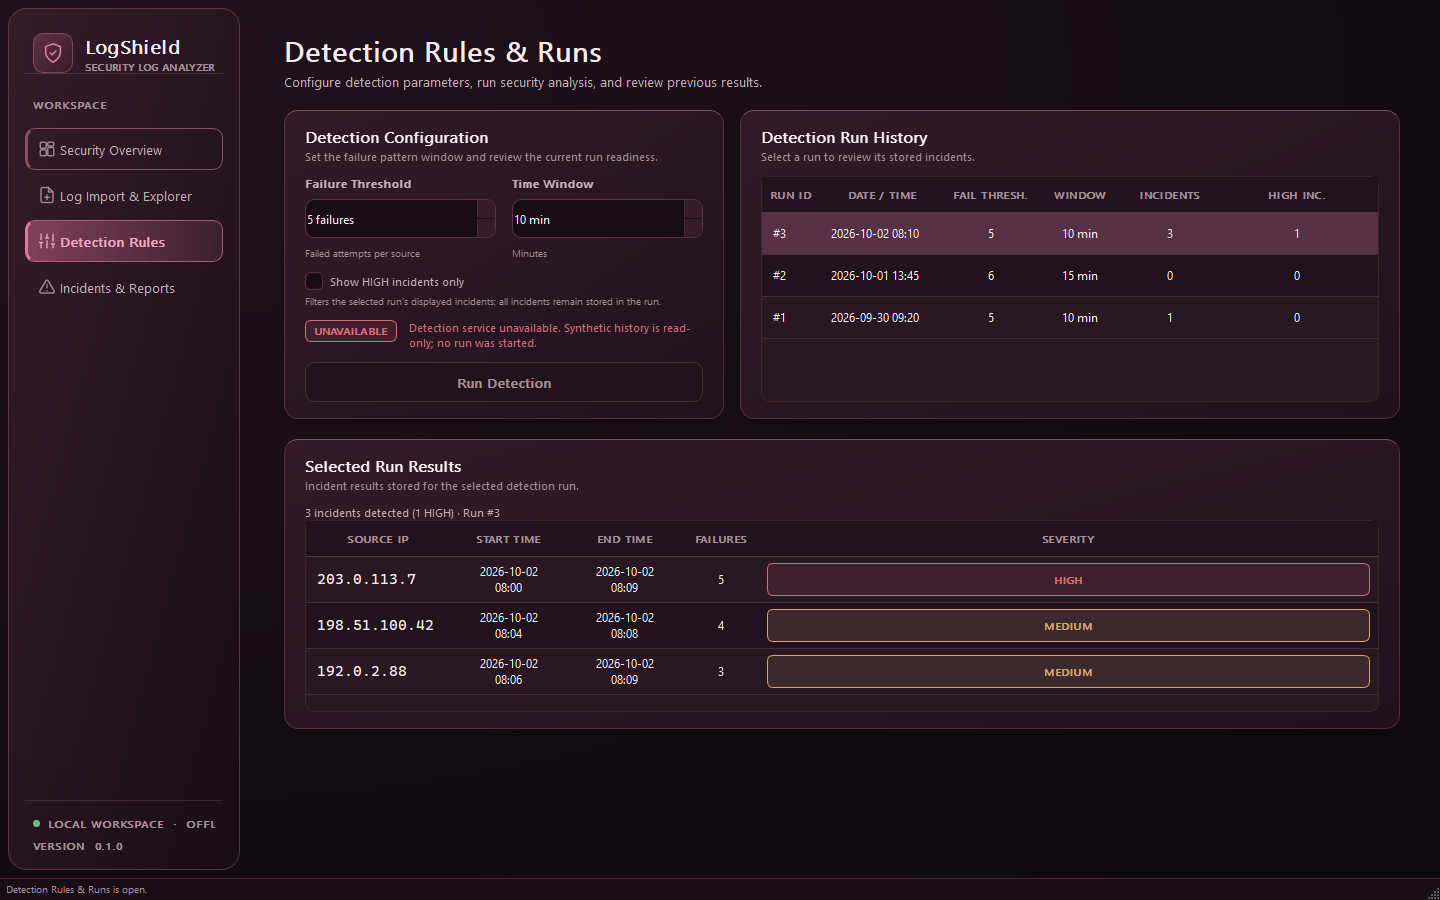 LogShield
SECURITY LOG ANALYZER
WORKSPACE
Security Overview
Log Import & Explorer
Detection Rules
Incidents & Reports
LOCAL WORKSPACE · OFFL
VERSION 0.1.0
Detection Rules & Runs
Configure detection parameters, run security analysis, and review previous results.
Detection Configuration
Set the failure pattern window and review the current run readiness.
Failure Threshold Time Window
5 failures 10 min
Failed attempts per source Minutes
Show HIGH incidents only
Filters the selected run's displayed incidents; all incidents remain stored in the run.
UNAVAILABLE
Detection service unavailable. Synthetic history is read-
only; no run was started.
Run Detection
Detection Run History
Select a run to review its stored incidents.
RUN ID DATE / TIME FAIL THRESH. WINDOW INCIDENTS HIGH INC.
#3 2026-10-02 08:10 5 10 min 3 1
#2 2026-10-01 13:45 6 15 min 0 0
#1 2026-09-30 09:20 5 10 min 1 0
Selected Run Results
Incident results stored for the selected detection run.
3 incidents detected (1 HIGH) · Run #3
SOURCE IP START TIME END TIME FAILURES SEVERITY
203.0.113.7 2026-10-02 08:00 2026-10-02 08:09 5 HIGH
198.51.100.42 2026-10-02 08:04 2026-10-02 08:08 4 MEDIUM
192.0.2.88 2026-10-02 08:06 2026-10-02 08:09 3 MEDIUM
Detection Rules & Runs is open.